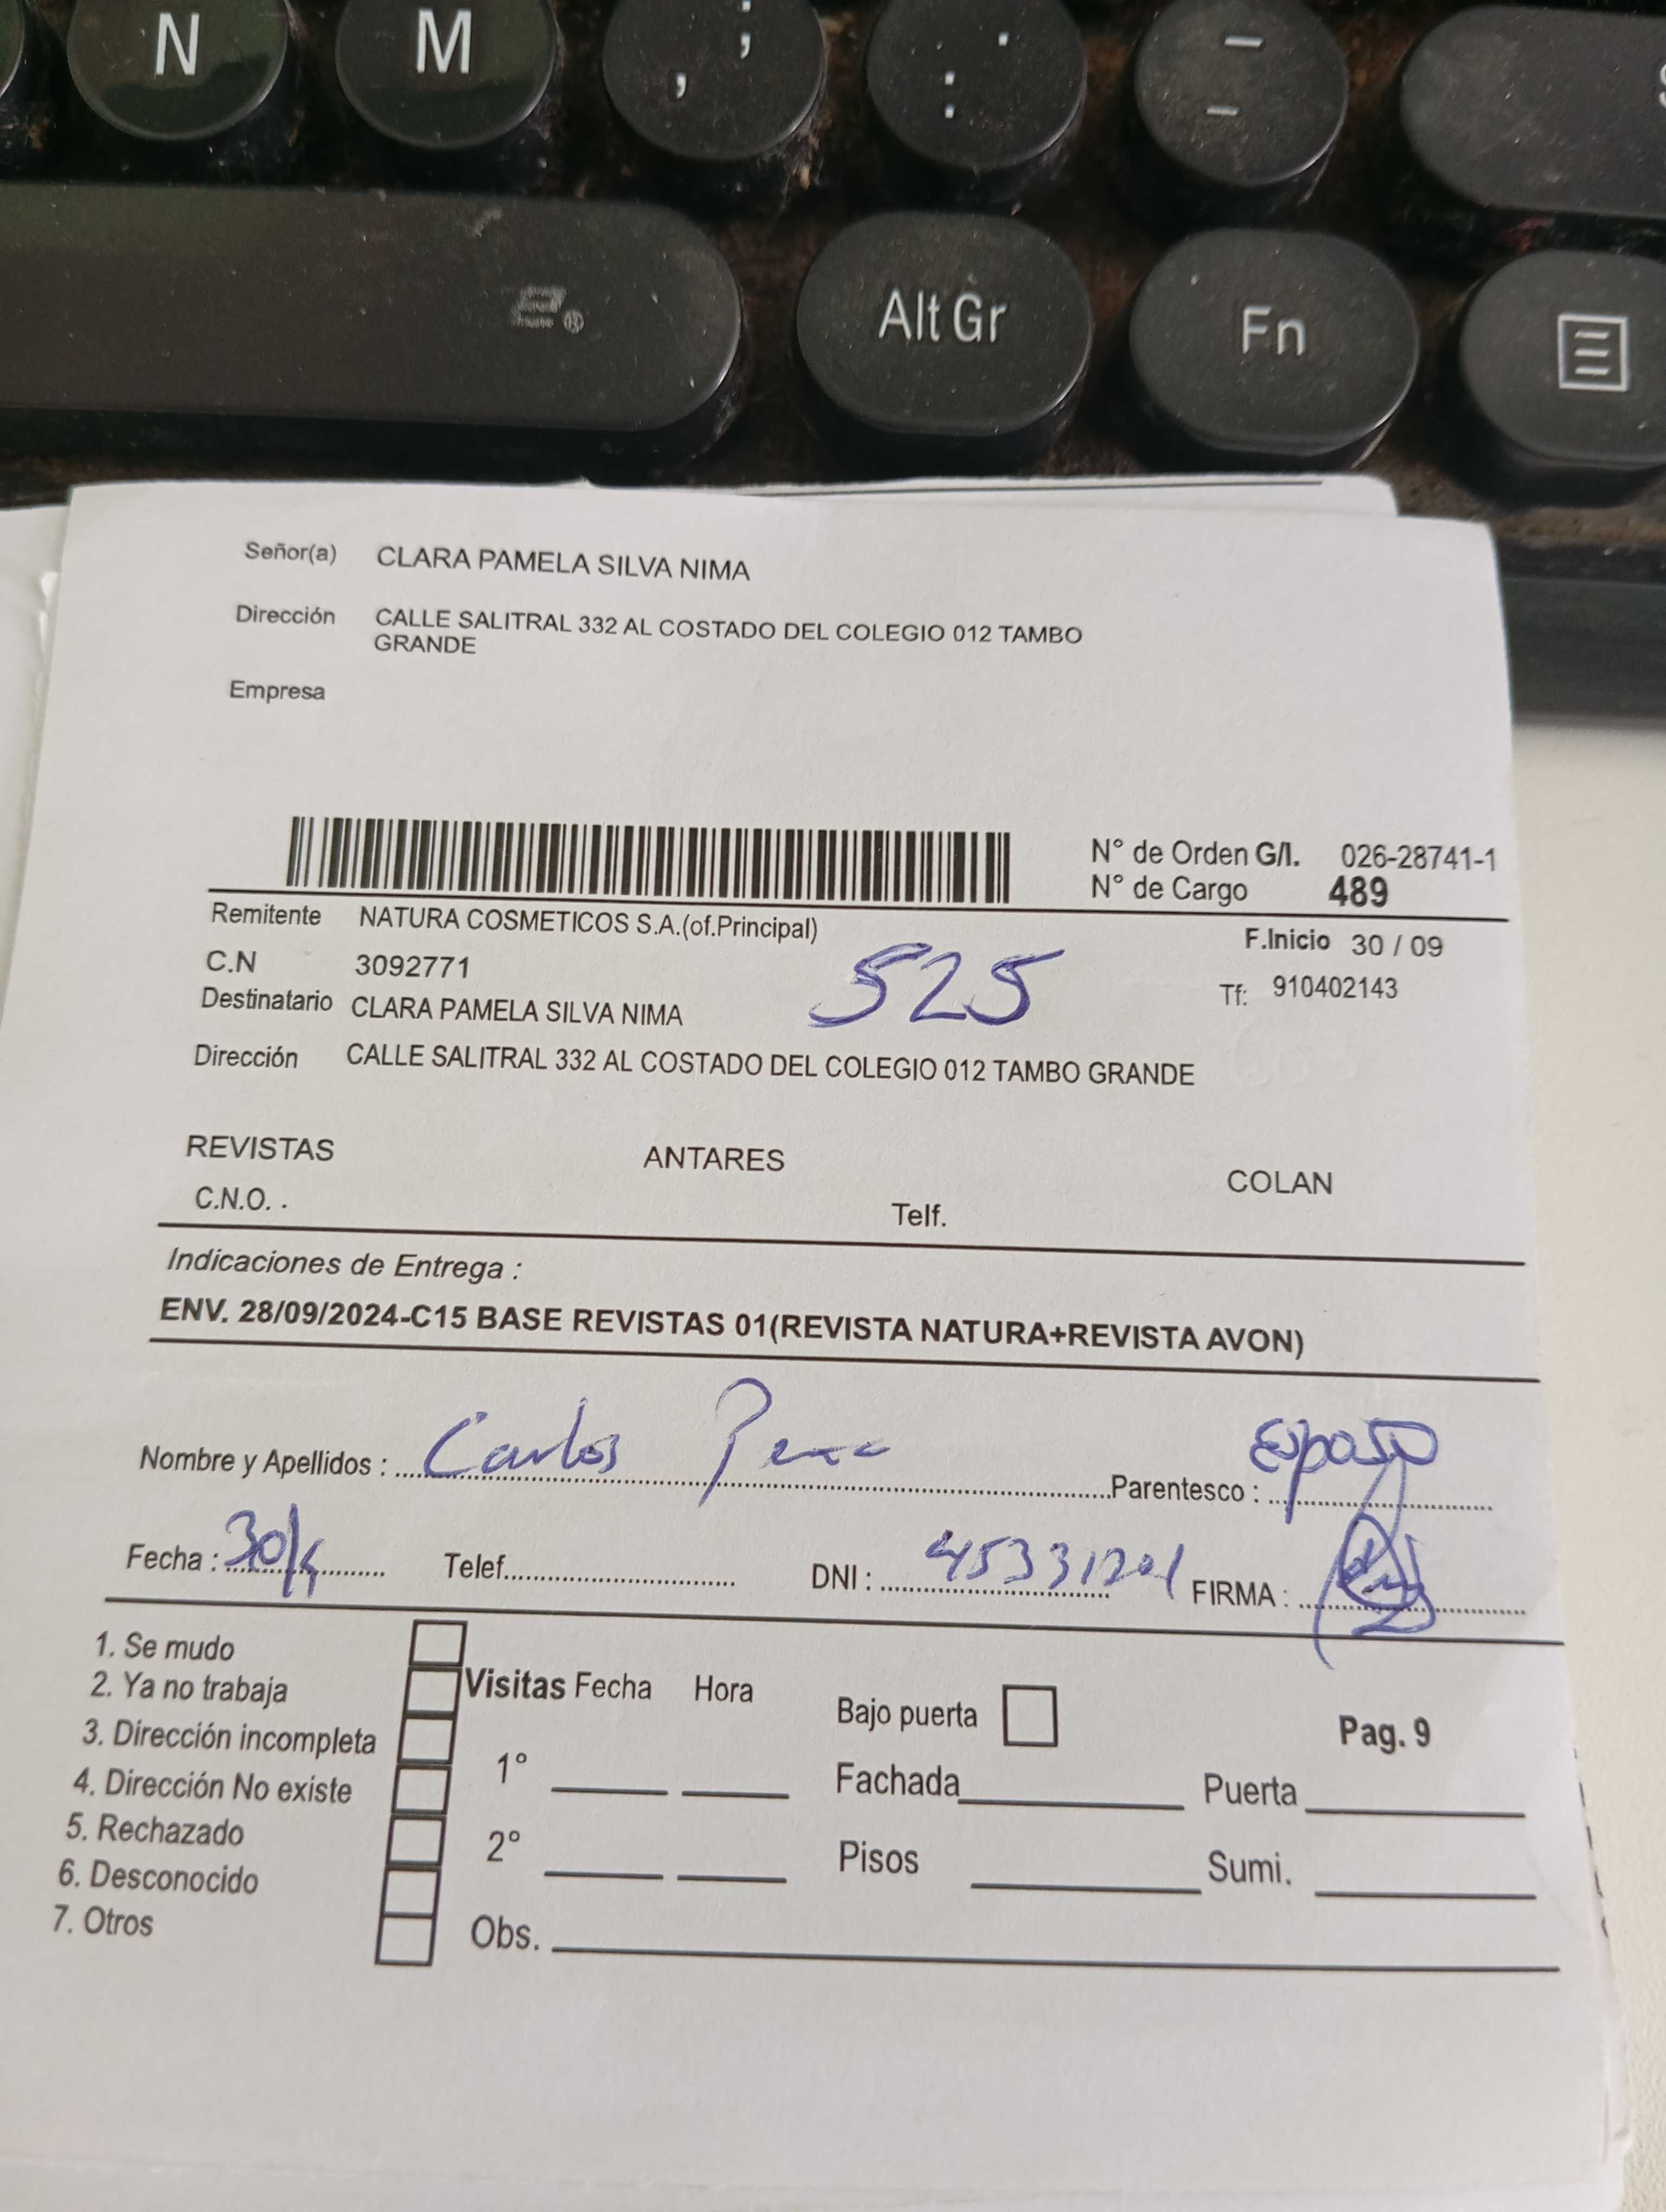 N M ; , : . - _
Alt Gr Fn
Señor(a) CLARA PAMELA SILVA NIMA
Dirección CALLE SALITRAL 332 AL COSTADO DEL COLEGIO 012 TAMBO
GRANDE
Empresa
N° de Orden G/I. 026-28741-1
N° de Cargo 489
Remitente NATURA COSMETICOS S.A.(of.Principal)
F.Inicio 30 / 09
C.N 3092771
525
Tf: 910402143
Destinatario CLARA PAMELA SILVA NIMA
Dirección CALLE SALITRAL 332 AL COSTADO DEL COLEGIO 012 TAMBO GRANDE
REVISTAS ANTARES COLAN
C.N.O. . Telf.
Indicaciones de Entrega :
ENV. 28/09/2024-C15 BASE REVISTAS 01(REVISTA NATURA+REVISTA AVON)
Nombre y Apellidos : Carlos Parentesco : Esposo
Fecha : 30/9 Telef. DNI : 45331201 FIRMA :
1. Se mudo
2. Ya no trabaja
3. Dirección incompleta
4. Dirección No existe
5. Rechazado
6. Desconocido
7. Otros
Visitas Fecha Hora
1°
2°
Obs.
Bajo puerta Pag. 9
Fachada Puerta
Pisos Sumi.